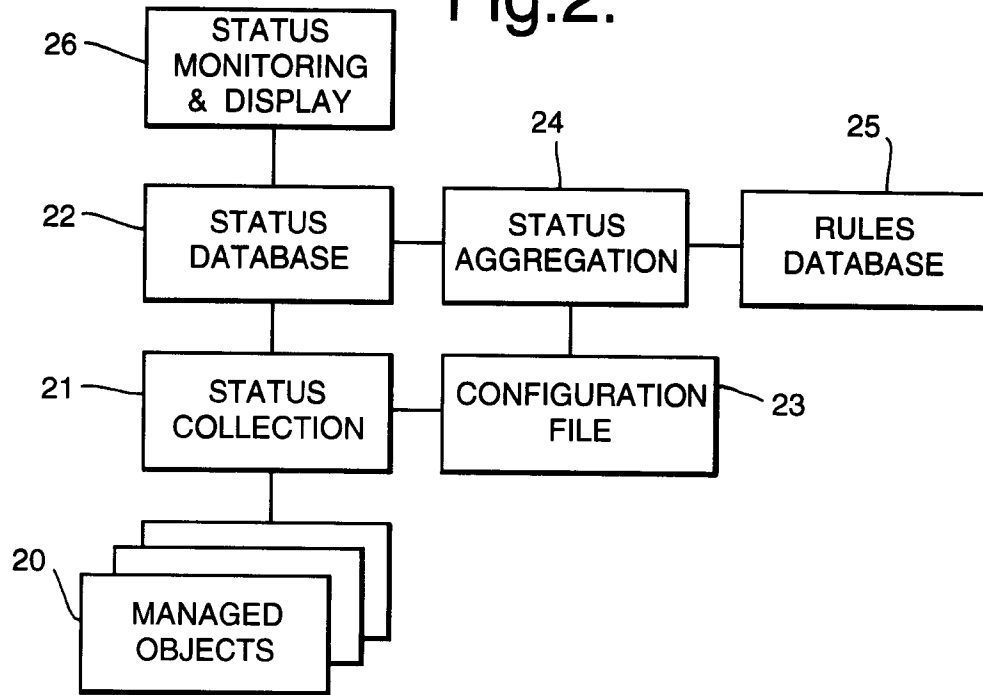 Fig.2.
26
STATUS
MONITORING
& DISPLAY
24
25
22
STATUS
DATABASE
STATUS
AGGREGATION
RULES
DATABASE
21
STATUS
COLLECTION
CONFIGURATION
FILE
23
20
MANAGED
OBJECTS